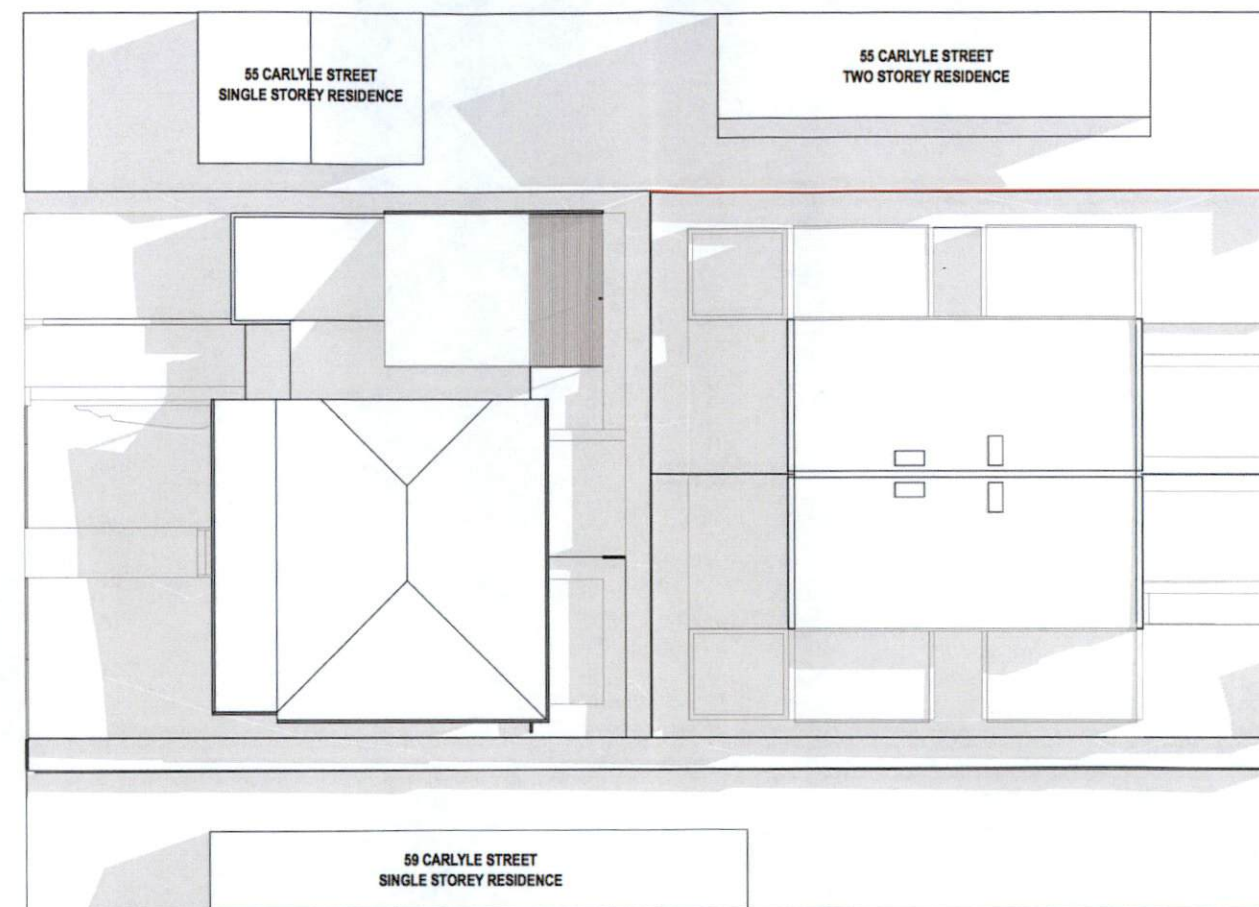 55 CARLYLE STREET
SINGLE STOREY RESIDENCE
55 CARLYLE STREET
TWO STOREY RESIDENCE
59 CARLYLE STREET
SINGLE STOREY RESIDENCE